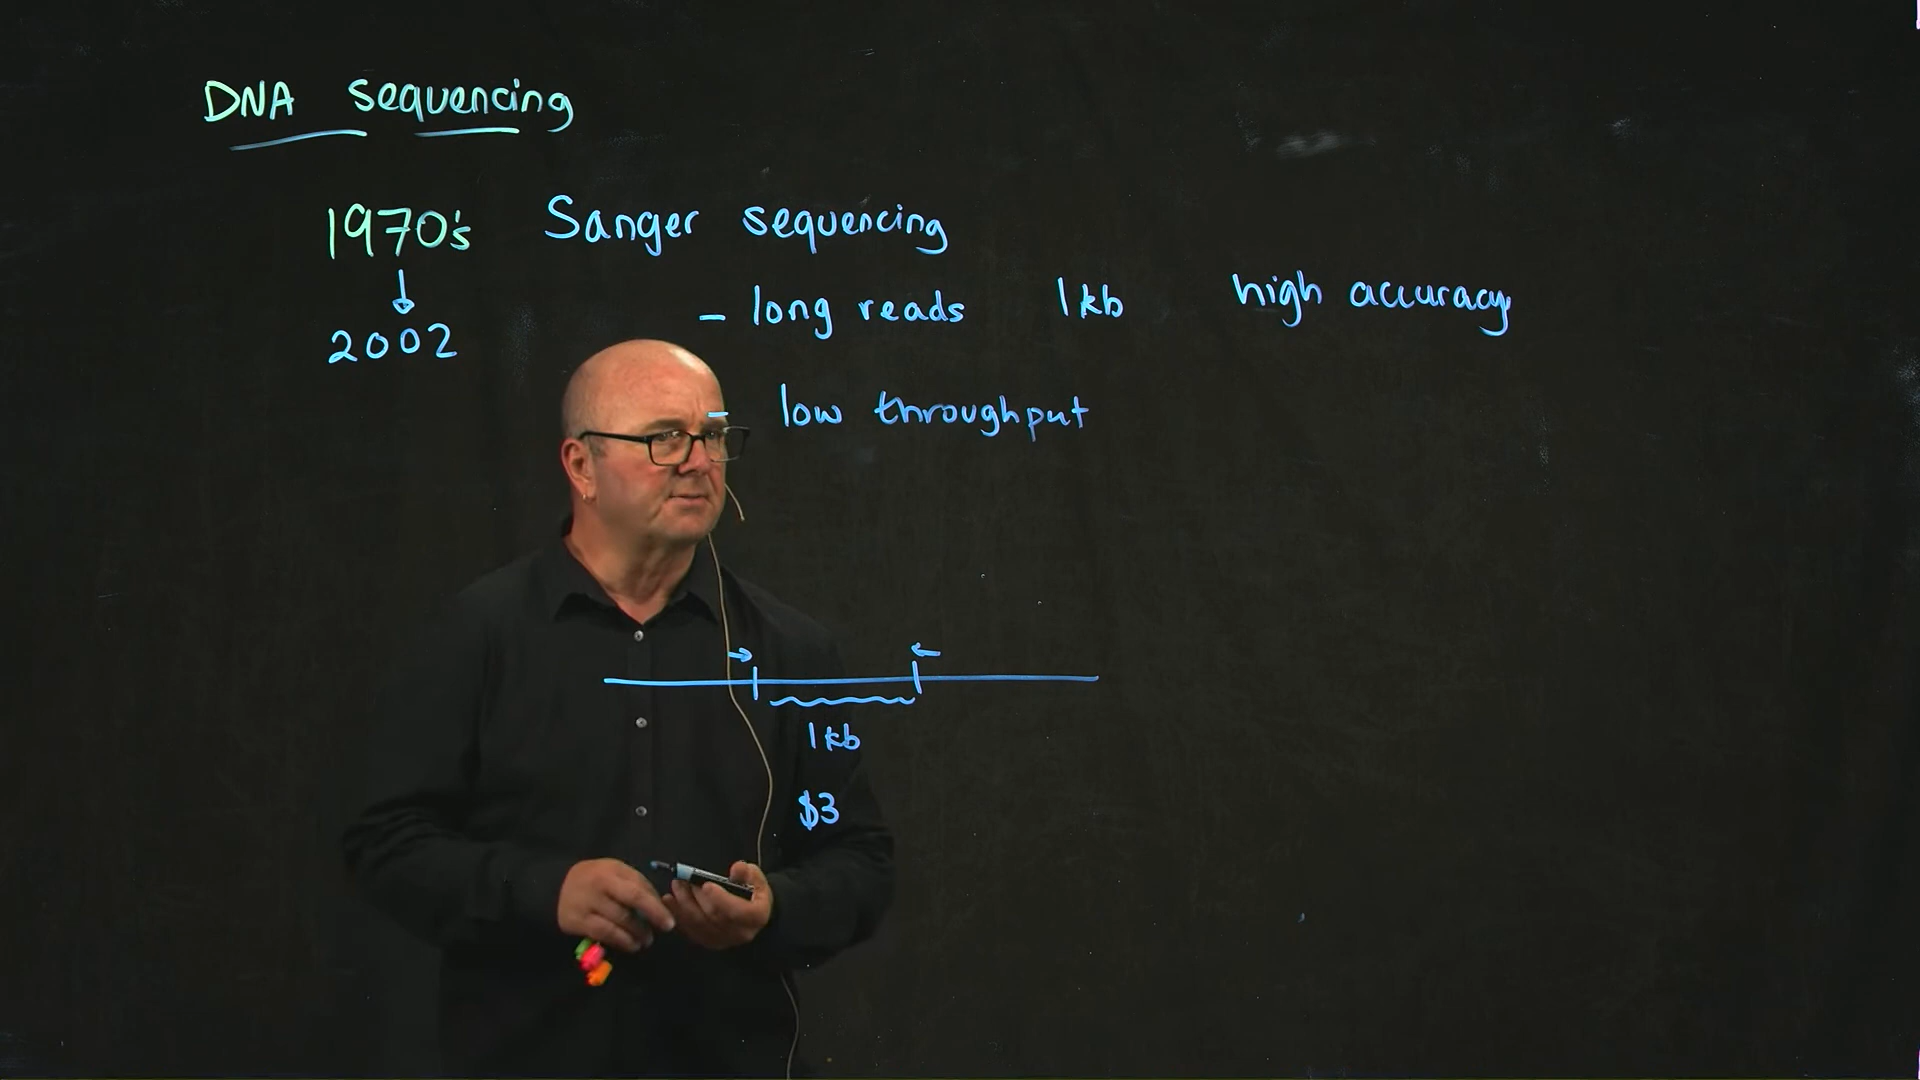 DNA sequencing
1970's Sanger sequencing
↓
2002
- long reads 1kb high accuracy
- low throughput
1kb
$3